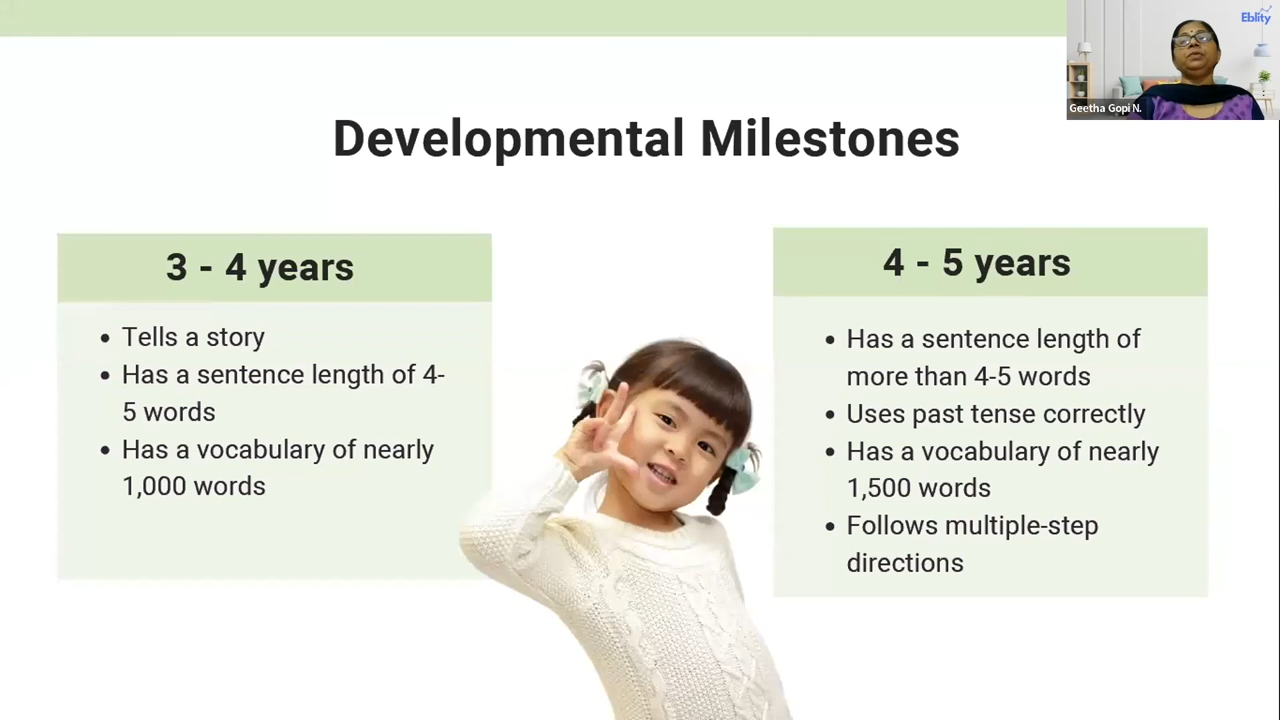 Eblity
Geetha Gopi N.
Developmental Milestones
3 - 4 years
• Tells a story
• Has a sentence length of 4-
5 words
• Has a vocabulary of nearly
1,000 words
4 - 5 years
• Has a sentence length of
more than 4-5 words
• Uses past tense correctly
• Has a vocabulary of nearly
1,500 words
• Follows multiple-step
directions